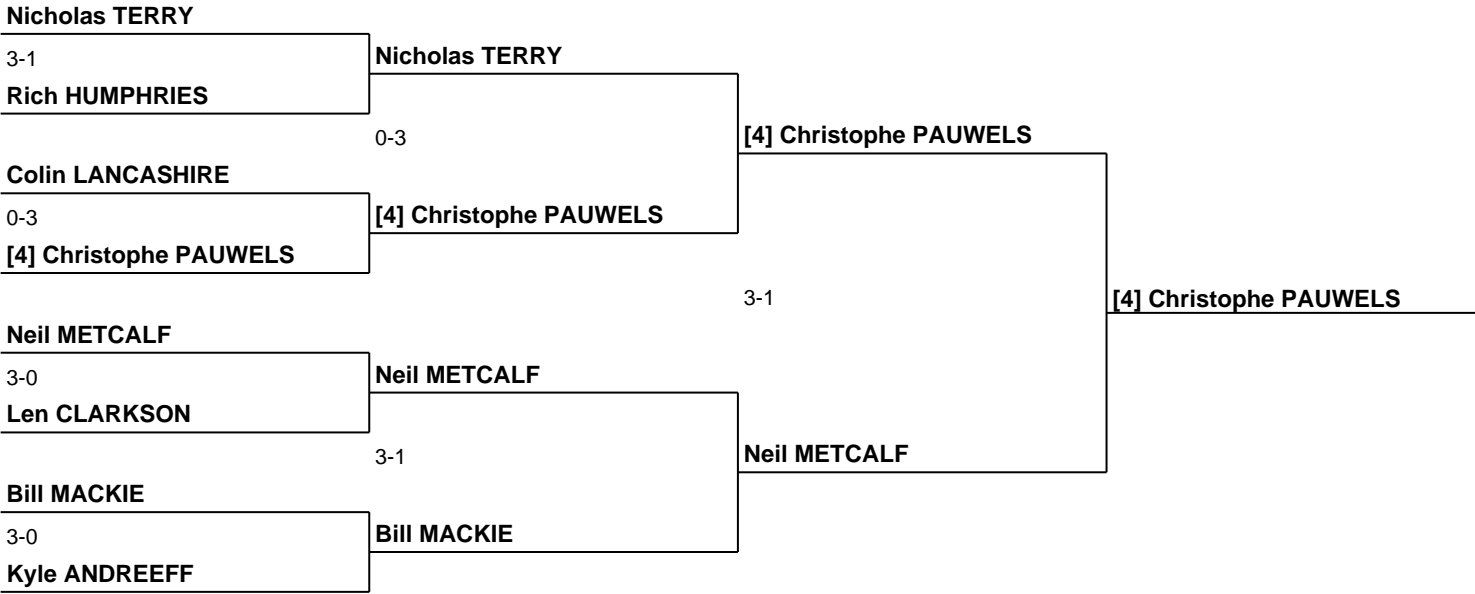 Nicholas TERRY
3-1
Nicholas TERRY
Rich HUMPHRIES
0-3
[4] Christophe PAUWELS
Colin LANCASHIRE
0-3
[4] Christophe PAUWELS
[4] Christophe PAUWELS
3-1
[4] Christophe PAUWELS
Neil METCALF
3-0
Neil METCALF
Len CLARKSON
3-1
Neil METCALF
Bill MACKIE
3-0
Bill MACKIE
Kyle ANDREEFF